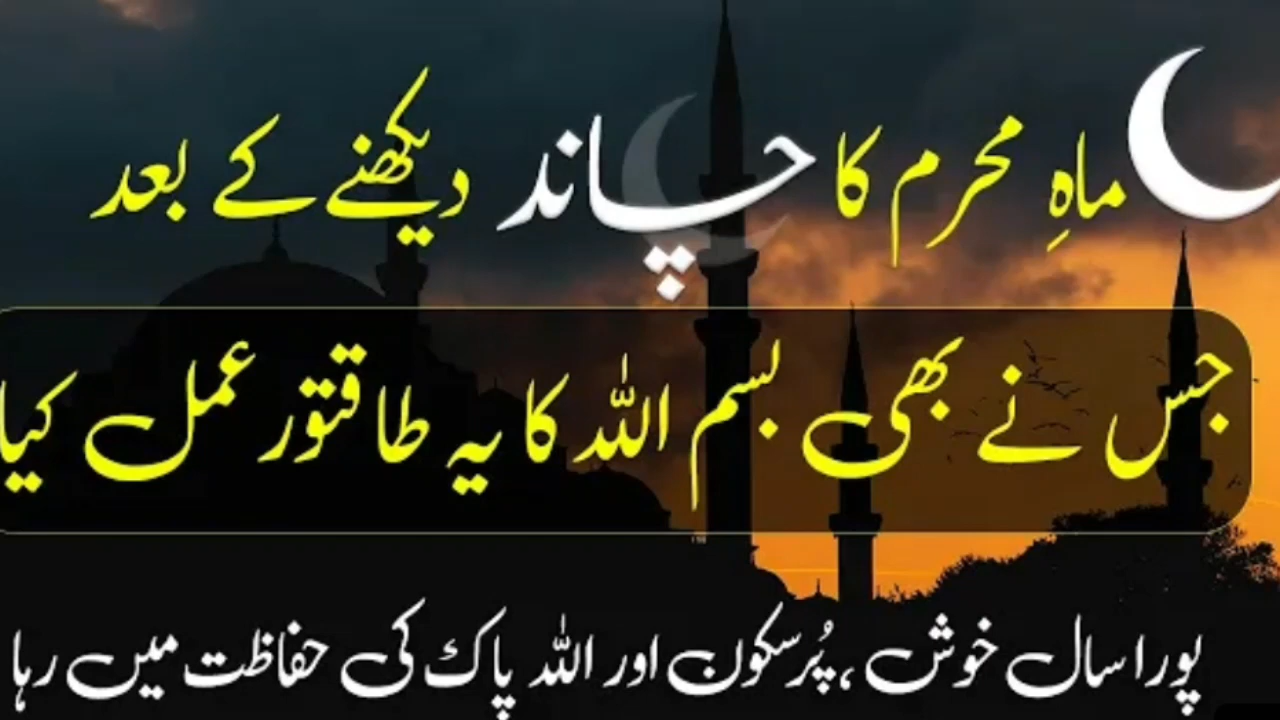 ماہِ محرم کا چاند دیکھنے کے بعد
جس نے بھی بسم اللہ کا یہ طاقتور عمل کیا
پورا سال خوش ، پُرسکون اور اللہ پاک کی حفاظت میں رہا